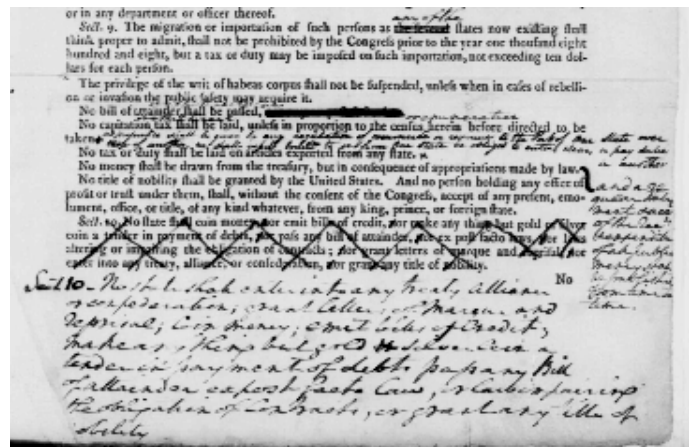 or in any department or officer thereof.
any of the
Sect. 9. The migration or importation of such persons as the several states now existing shall
think proper to admit, shall not be prohibited by the Congress prior to the year one thousand eight
hundred and eight, but a tax or duty may be imposed on such importation, not exceeding ten dol-
lars for each person.
The privilege of the writ of habeas corpus shall not be suspended, unless when in cases of rebelli-
on or invasion the public safety may require it.
No bill of attainder shall be passed,
enumeration
No capitation tax shall be laid, unless in proportion to the census herein before directed to be
taken.
No tax or duty shall be laid on articles exported from any state.
No money shall be drawn from the treasury, but in consequence of appropriations made by law.
No title of nobility shall be granted by the United States. And no person holding any office of
profit or trust under them, shall, without the consent of the Congress, accept of any present, emo-
lument, office, or title, of any kind whatever, from any king, prince, or foreign state.
Sect. 10. No state shall coin money, nor emit bills of credit, nor make any thing but gold or silver
coin a tender in payment of debts, nor pass any bill of attainder, nor ex post facto laws, nor laws
altering or impairing the obligation of contracts; nor grant letters of marque and reprisal, nor
enter into any treaty, alliance, or confederation, nor grant any title of nobility.
No
Sect 10. No state shall enter into any treaty alliance
or confederation; grant letters of Marque and
reprisal; Coin money; emit bills of Credit;
make any thing but gold or silver Coin a
tender in payment of debts pass any Bill
of attainder expost facto Law, or Law impairing
the obligation of Contracts, or grant any title of
nobility